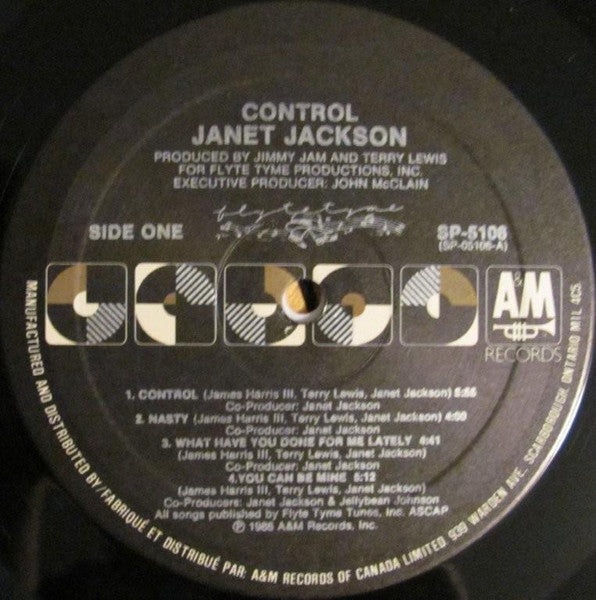 CONTROL
JANET JACKSON
PRODUCED BY JIMMY JAM AND TERRY LEWIS
FOR FLYTE TYME PRODUCTIONS, INC.
EXECUTIVE PRODUCER: JOHN McCLAIN
flyte tyme
SIDE ONE
SP-5106
(SP-05106-A)
A&M
RECORDS
1. CONTROL (James Harris III, Terry Lewis, Janet Jackson) 5:55
Co-Producer: Janet Jackson
2. NASTY (James Harris III, Terry Lewis, Janet Jackson) 4:00
Co-Producer: Janet Jackson
3. WHAT HAVE YOU DONE FOR ME LATELY 4:41
(James Harris III, Terry Lewis, Janet Jackson)
Co-Producer: Janet Jackson
4.YOU CAN BE MINE 5:12
(James Harris III, Terry Lewis, Janet Jackson)
Co-Producers: Janet Jackson & Jellybean Johnson
All songs published by Flyte Tyme Tunes, Inc. ASCAP
℗ 1986 A&M Records, Inc.
MANUFACTURED AND DISTRIBUTED BY/FABRIQUÉ ET DISTRIBUÉ PAR: A&M RECORDS OF CANADA LIMITED 939 WARDEN AVE. SCARBOROUGH ONTARIO M1L 4C5.